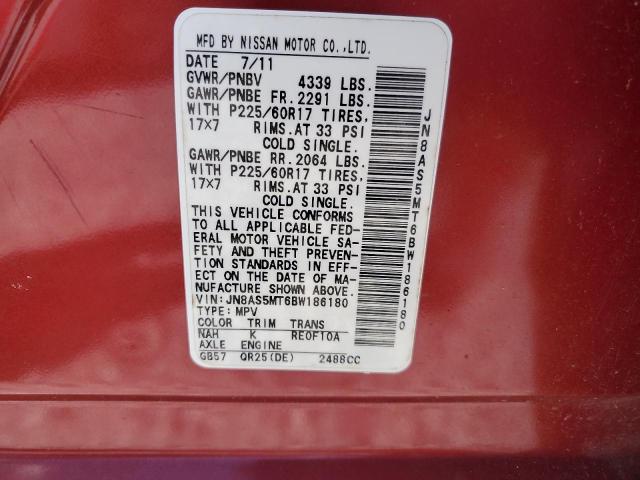 MFD BY NISSAN MOTOR CO.,LTD.
DATE 7/11
GVWR/PNBV 4339 LBS.
GAWR/PNBE FR.2291 LBS.
WITH P225/60R17 TIRES,
17X7 RIMS.AT 33 PSI
COLD SINGLE.
GAWR/PNBE RR.2064 LBS.
WITH P225/60R17 TIRES,
17X7 RIMS.AT 33 PSI
COLD SINGLE.
THIS VEHICLE CONFORMS
TO ALL APPLICABLE FED-
ERAL MOTOR VEHICLE SA-
FETY AND THEFT PREVEN-
TION STANDARDS IN EFF-
ECT ON THE DATE OF MA-
NUFACTURE SHOWN ABOVE.
VIN: JN8AS5MT6BW186180
TYPE: MPV
COLOR TRIM TRANS
NAH K RE0F10A
AXLE ENGINE
GB57 QR25(DE) 2488CC
JN8AS5MT6BW186180